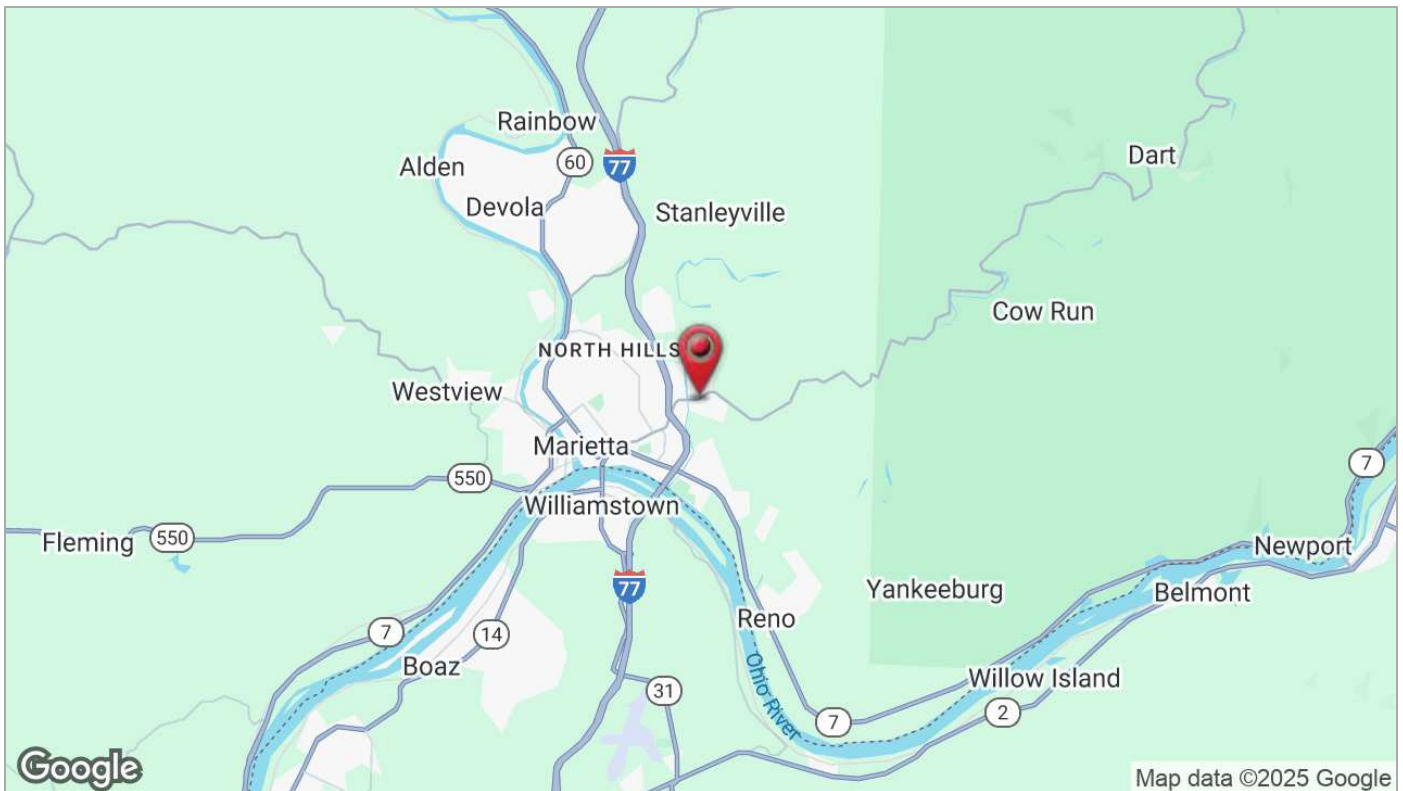 Rainbow
60
77
Alden
Dart
Devola
Stanleyville
Cow Run
NORTH HILLS
Westview
Marietta
7
550
Williamstown
Fleming
550
Newport
77
Yankeeburg
Belmont
Reno
7
14
Boaz
Ohio River
Willow Island
31
2
7
Google
Map data ©2025 Google